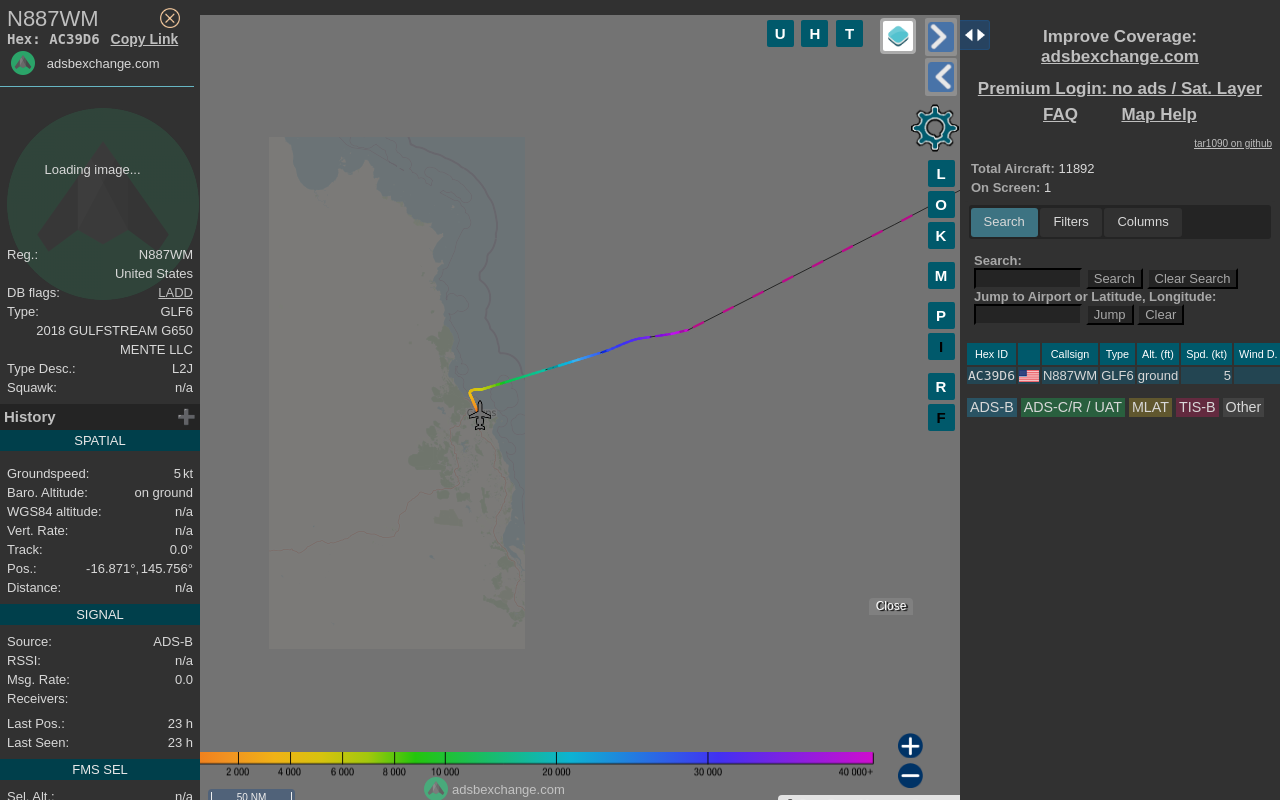 N887WM
Hex: AC39D6 Copy Link
adsbexchange.com
Loading image...
Reg.: N887WM
United States
DB flags: LADD
Type: GLF6
2018 GULFSTREAM G650
MENTE LLC
Type Desc.: L2J
Squawk: n/a
History
SPATIAL
Groundspeed: 5 kt
Baro. Altitude: on ground
WGS84 altitude: n/a
Vert. Rate: n/a
Track: 0.0°
Pos.: -16.871°, 145.756°
Distance: n/a
SIGNAL
Source: ADS-B
RSSI: n/a
Msg. Rate: 0.0
Receivers:
Last Pos.: 23 h
Last Seen: 23 h
FMS SEL
Sel. Alt.: n/a
U H T
L
O
K
M
P
I
R
F
Close
2 000 4 000 6 000 8 000 10 000 20 000 30 000 40 000+
adsbexchange.com
50 NM
Improve Coverage:
adsbexchange.com
Premium Login: no ads / Sat. Layer
FAQ Map Help
tar1090 on github
Total Aircraft: 11892
On Screen: 1
Search Filters Columns
Search:
Search Clear Search
Jump to Airport or Latitude, Longitude:
Jump Clear
Hex ID Callsign Type Alt. (ft) Spd. (kt) Wind D.
AC39D6 N887WM GLF6 ground 5
ADS-B ADS-C/R / UAT MLAT TIS-B Other